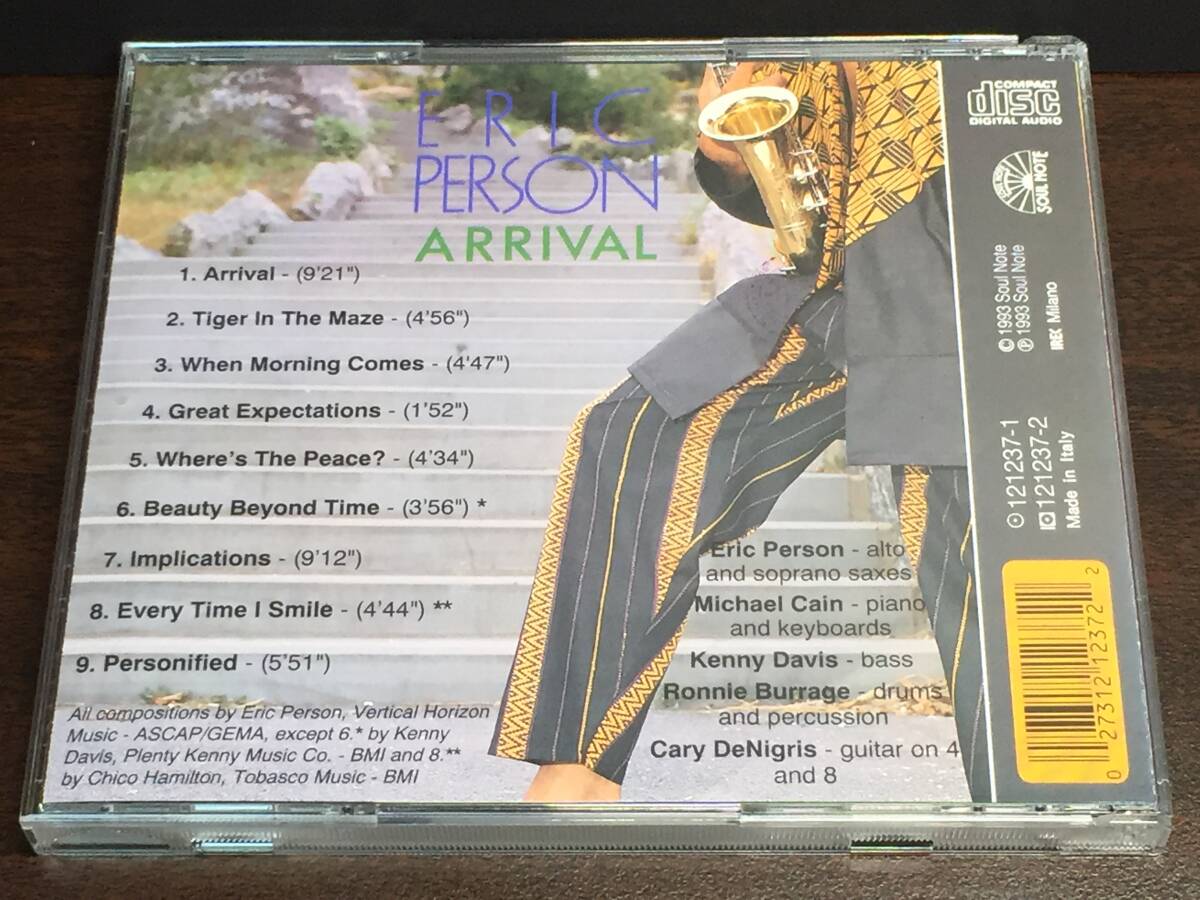 ERIC
PERSON
ARRIVAL
1. Arrival - (9'21")
2. Tiger In The Maze - (4'56")
3. When Morning Comes - (4'47")
4. Great Expectations - (1'52")
5. Where's The Peace? - (4'34")
6. Beauty Beyond Time - (3'56") *
7. Implications - (9'12")
8. Every Time I Smile - (4'44") **
9. Personified - (5'51")
All compositions by Eric Person, Vertical Horizon
Music - ASCAP/GEMA, except 6.* by Kenny
Davis, Plenty Kenny Music Co. - BMI and 8.**
by Chico Hamilton, Tobasco Music - BMI
Eric Person - alto
and soprano saxes
Michael Cain - piano
and keyboards
Kenny Davis - bass
Ronnie Burrage - drums
and percussion
Cary DeNigris - guitar on 4
and 8
COMPACT
disc
DIGITAL AUDIO
SOUL NOTE
© 1993 Soul Note
℗ 1993 Soul Note
IREC Milano
121237-1
121237-2
Made in Italy
0 27312 12372 2